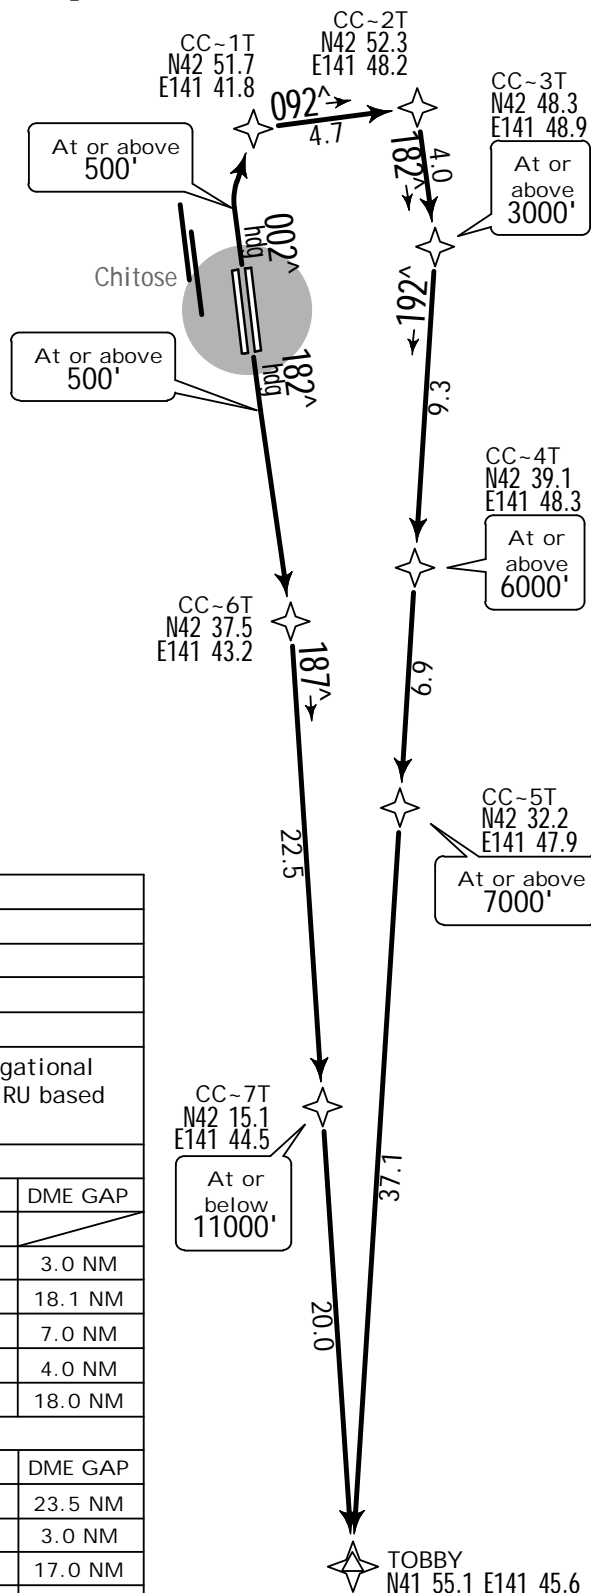 CC~2T
N42 52.3
E141 48.2
CC~1T
N42 51.7
E141 41.8
092^
4.7
CC~3T
N42 48.3
E141 48.9
At or
above
3000'
4.0
182^
At or above
500'
002^
hdg
Chitose
192^
At or above
500'
182^
hdg
9.3
CC~4T
N42 39.1
E141 48.3
At or
above
6000'
CC~6T
N42 37.5
E141 43.2
187^
6.9
CC~5T
N42 32.2
E141 47.9
At or above
7000'
22.5
gational
RU based
CC~7T
N42 15.1
E141 44.5
At or
below
11000'
37.1
20.0
DME GAP
3.0 NM
18.1 NM
7.0 NM
4.0 NM
18.0 NM
DME GAP
23.5 NM
3.0 NM
17.0 NM
TOBBY
N41 55.1 E141 45.6